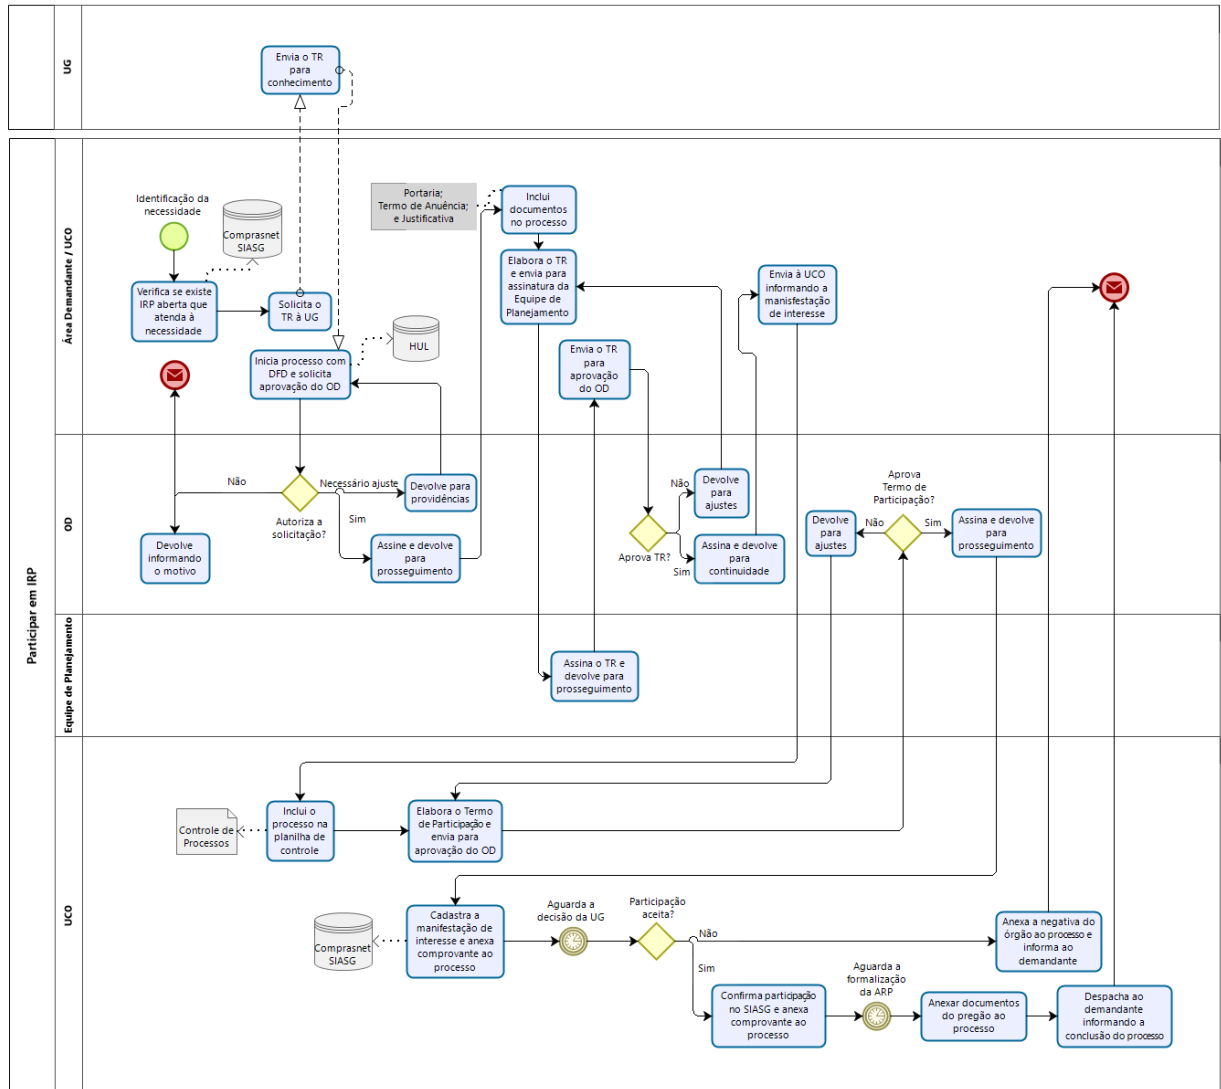 UG
Envia o TR
para
conhecimento
Participar em IRP
Área Demandante / UCO
Identificação da
necessidade
Comprasnet
SIASG
Verifica se existe
IRP aberta que
atenda à
necessidade
Solicita o
TR à UG
Inicia processo com
DFD e solicita
aprovação do OD
HUL
Portaria;
Termo de Anuência;
e Justificativa
Inclui
documentos
no processo
Elabora o TR
e envia para
assinatura da
Equipe de
Planejamento
Envia o TR
para
aprovação
do OD
Envia à UCO
informando a
manisfestação
de interesse
OD
Não
Necessário ajuste
Autoriza a
solicitação?
Sim
Devolve
informando
o motivo
Devolve para
providências
Assine e devolve
para
prosseguimento
Aprova TR?
Não
Sim
Devolve
para
ajustes
Assina e devolve
para
continuidade
Aprova
Termo de
Participação?
Devolve
para
ajustes
Não
Sim
Assina e devolve
para
prosseguimento
Equipe de Planejamento
Assina o TR e
devolve para
prosseguimento
UCO
Controle de
Processos
Inclui o
processo na
planilha de
controle
Elabora o Termo
de Participação e
envia para
aprovação do OD
Comprasnet
SIASG
Cadastra a
manifestação de
interesse e anexa
comprovante ao
processo
Aguarda a
decisão da UG
Participação
aceita?
Não
Sim
Anexa a negativa do
órgão ao processo e
informa ao
demandante
Confirma participação
no SIASG e anexa
comprovante ao
processo
Aguarda a
formalização
da ARP
Anexar documentos
do pregão ao
processo
Despacha ao
demandante
informando a
conclusão do processo